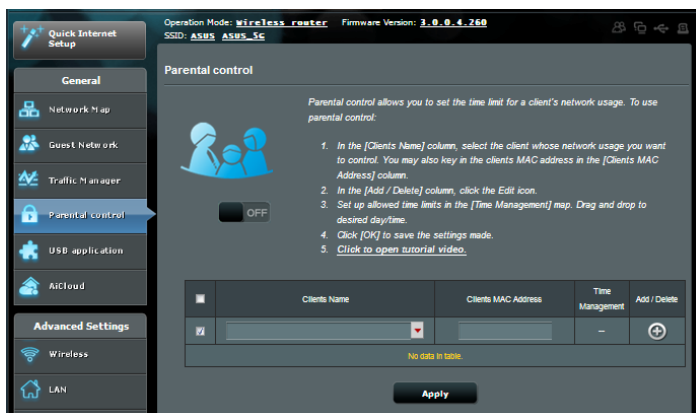 Operation Mode: Wireless router Firmware Version: 3.0.0.4.260
SSID: ASUS ASUS_5G
Quick Internet
Setup
General
Network Map
Guest Network
Traffic Manager
Parental control
USB application
AiCloud
Advanced Settings
Wireless
LAN
Parental control
OFF
Parental control allows you to set the time limit for a client's network usage. To use
parental control:
1. In the [Clients Name] column, select the client whose network usage you want
to control. You may also key in the clients MAC address in the [Clients MAC
Address] column.
2. In the [Add / Delete] column, click the Edit icon.
3. Set up allowed time limits in the [Time Management] map. Drag and drop to
desired day/time.
4. Click [OK] to save the settings made.
5. Click to open tutorial video.
Clients Name
Clients MAC Address
Time
Management
Add / Delete
–
No data in table.
Apply